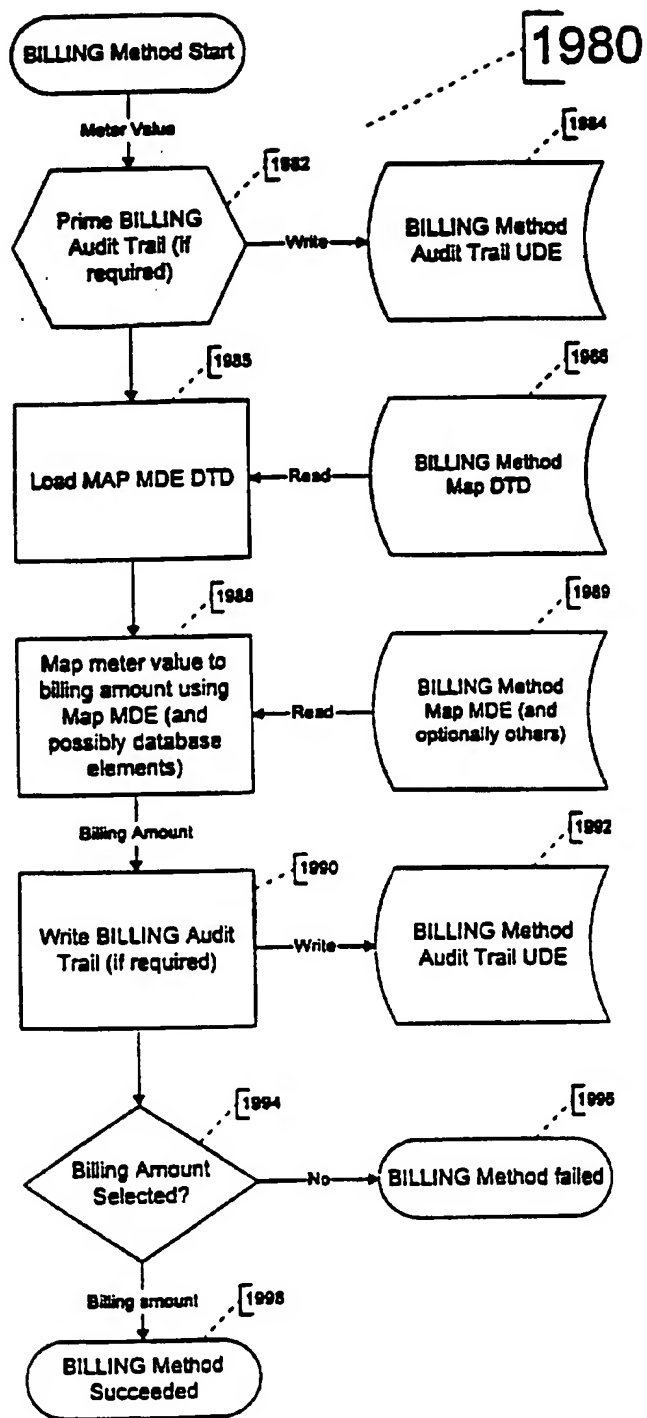 BILLING Method Start
1980
Meter Value
1982
1984
Prime BILLING
Audit Trail (if
required)
Write
BILLING Method
Audit Trail UDE
1985
1986
Load MAP MDE DTD
Read
BILLING Method
Map DTD
1988
1989
Map meter value to
billing amount using
Map MDE (and
possibly database
elements)
Read
BILLING Method
Map MDE (and
optionally others)
Billing Amount
1990
1992
Write BILLING Audit
Trail (if required)
Write
BILLING Method
Audit Trail UDE
1994
1996
Billing Amount
Selected?
No
BILLING Method failed
Billing amount
1998
BILLING Method
Succeeded